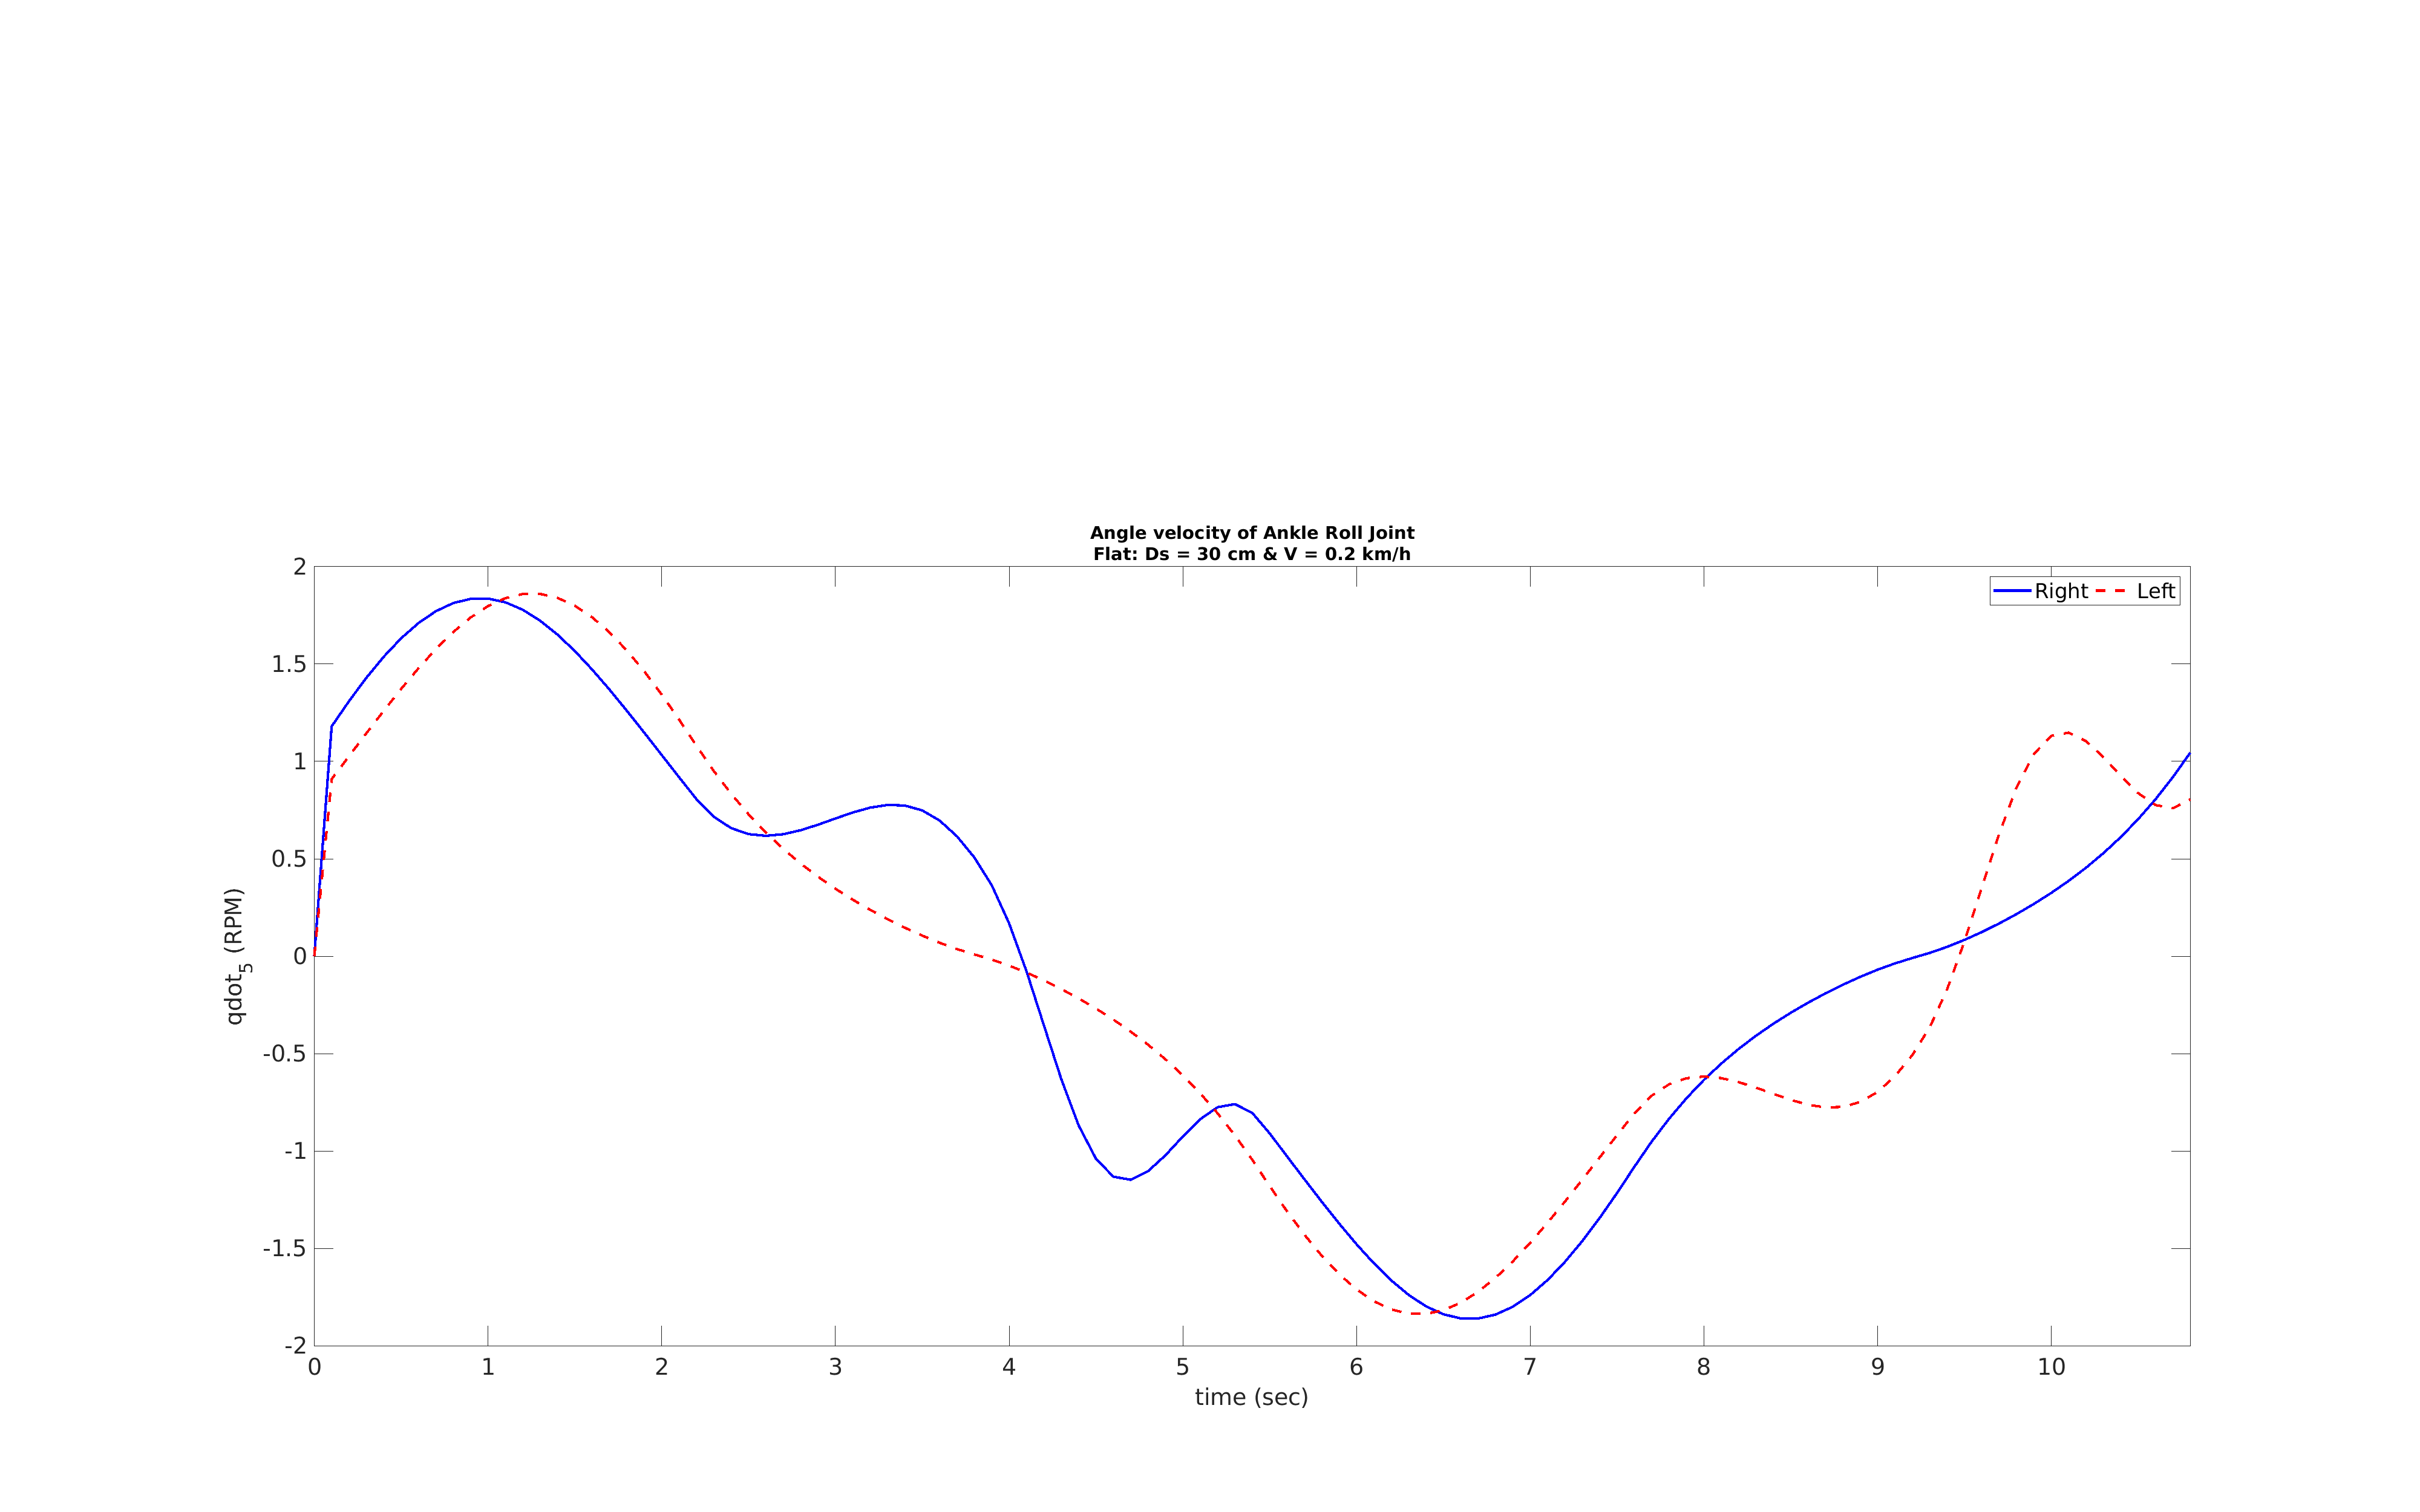 Angle velocity of Ankle Roll Joint
Flat: Ds = 30 cm & V = 0.2 km/h
Right Left
2
1.5
1
0.5
0
-0.5
-1
-1.5
-2
qdot5 (RPM)
0 1 2 3 4 5 6 7 8 9 10
time (sec)